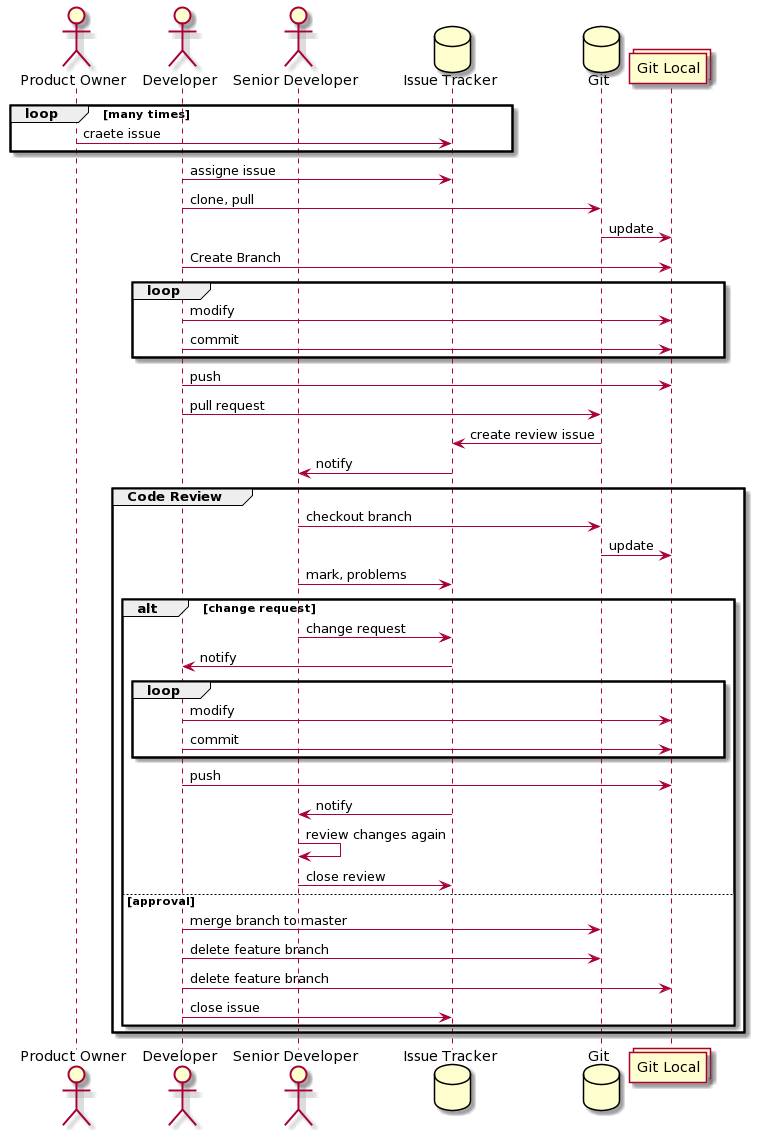 Product Owner Developer Senior Developer Issue Tracker Git Git Local
loop [many times]
craete issue
assigne issue
clone, pull
update
Create Branch
loop
modify
commit
push
pull request
create review issue
notify
Code Review
checkout branch
update
mark, problems
alt [change request]
change request
notify
loop
modify
commit
push
notify
review changes again
close review
[approval]
merge branch to master
delete feature branch
delete feature branch
close issue
Product Owner Developer Senior Developer Issue Tracker Git Git Local